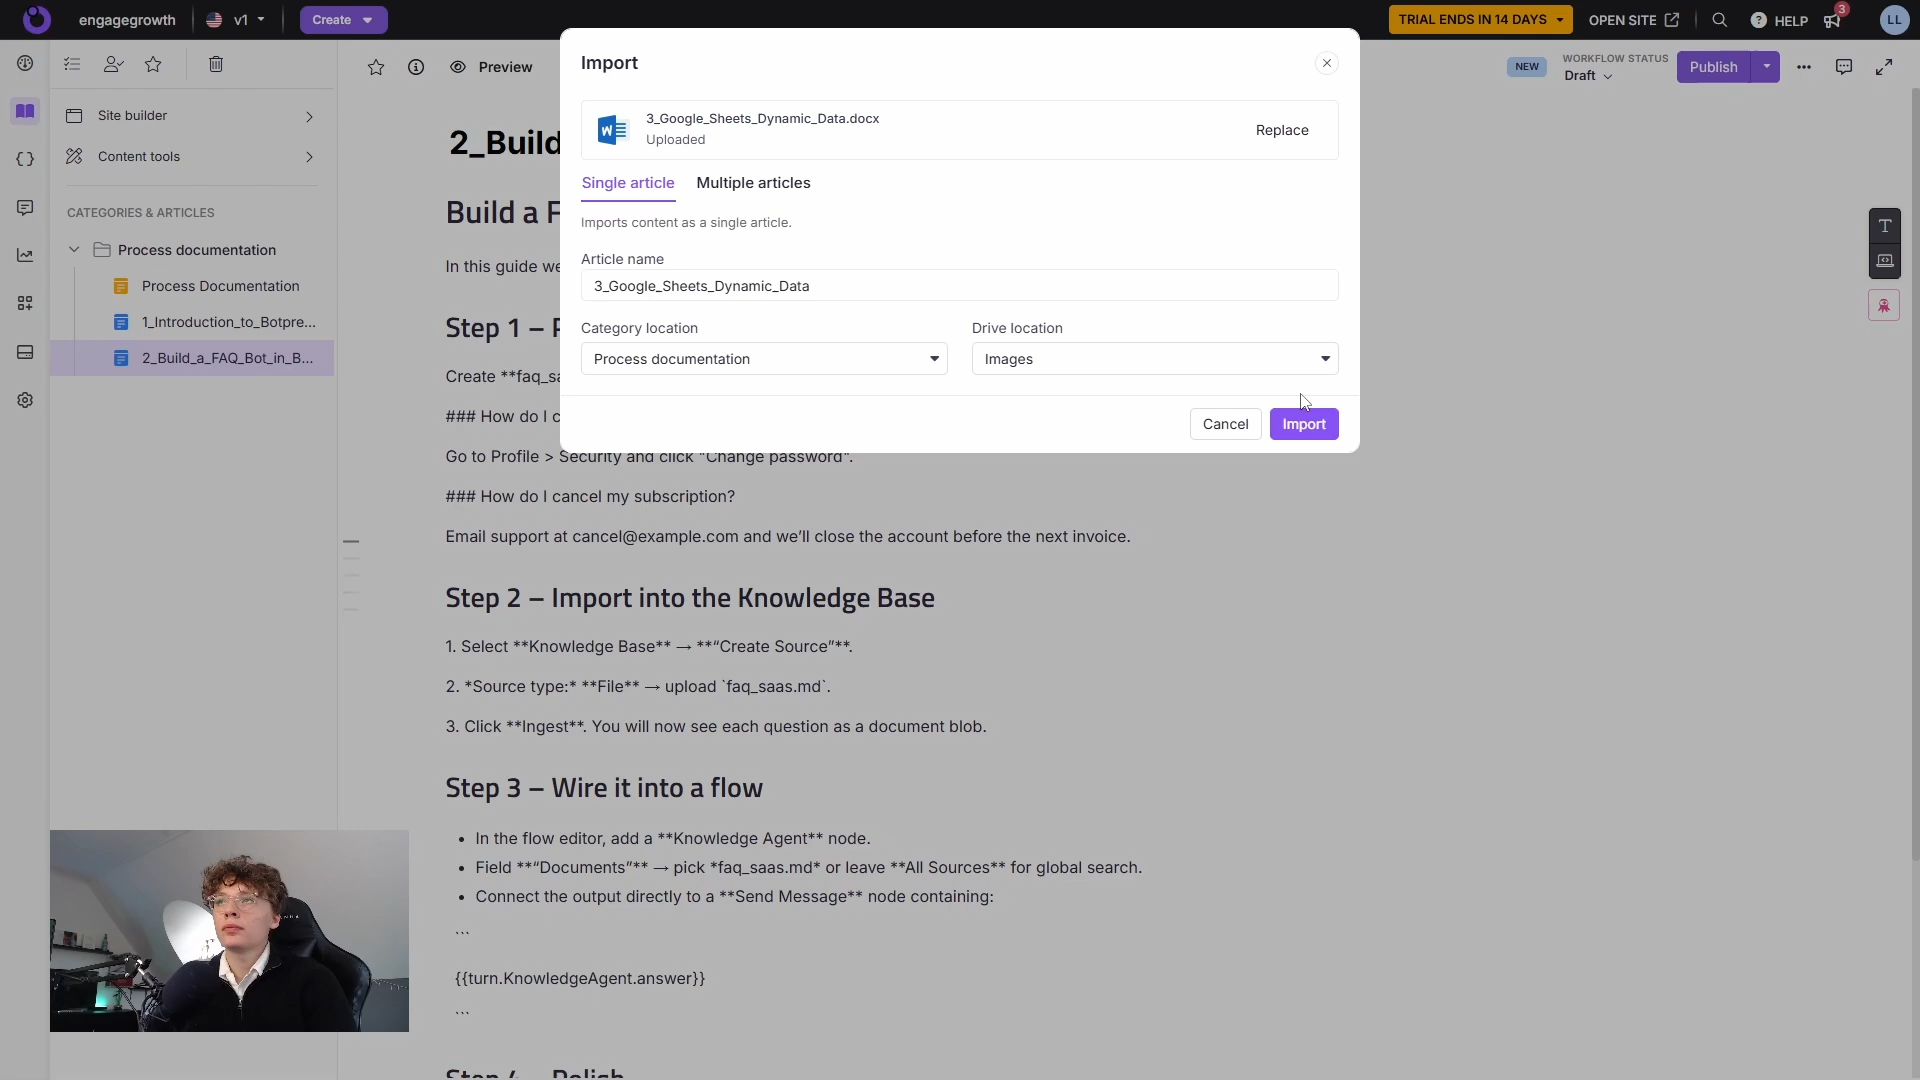 engagegrowth
v1
Create
TRIAL ENDS IN 14 DAYS
OPEN SITE
HELP
3
LL
Site builder
Content tools
CATEGORIES & ARTICLES
Process documentation
Process Documentation
1_Introduction_to_Botpre...
2_Build_a_FAQ_Bot_in_B...
Preview
NEW
WORKFLOW STATUS
Draft
Publish
Import
3_Google_Sheets_Dynamic_Data.docx
Uploaded
Replace
Single article
Multiple articles
Imports content as a single article.
Article name
3_Google_Sheets_Dynamic_Data
Category location
Drive location
Process documentation
Images
Cancel
Import
2_Build
Build a F
In this guide we
Step 1 –
Create **faq_sa
### How do I c
Go to Profile > Security and click "Change password".
### How do I cancel my subscription?
Email support at cancel@example.com and we’ll close the account before the next invoice.
Step 2 – Import into the Knowledge Base
1. Select **Knowledge Base** → **“Create Source”**.
2. *Source type:* **File** → upload `faq_saas.md`.
3. Click **Ingest**. You will now see each question as a document blob.
Step 3 – Wire it into a flow
• In the flow editor, add a **Knowledge Agent** node.
• Field **“Documents”** → pick *faq_saas.md* or leave **All Sources** for global search.
• Connect the output directly to a **Send Message** node containing:
```
{{turn.KnowledgeAgent.answer}}
```
Step 4 – Polish